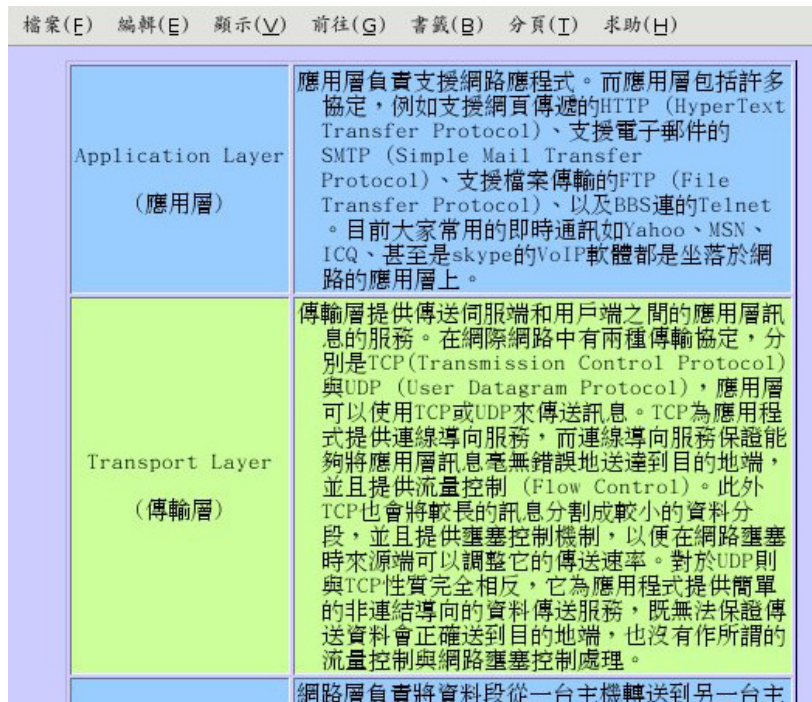 檔案(F) 編輯(E) 顯示(V) 前往(G) 書籤(B) 分頁(T) 求助(H)
Application Layer
(應用層)
應用層負責支援網路應程式。而應用層包括許多
協定，例如支援網頁傳遞的HTTP (HyperText
Transfer Protocol)、支援電子郵件的
SMTP (Simple Mail Transfer
Protocol)、支援檔案傳輸的FTP (File
Transfer Protocol)、以及BBS連的Telnet
。目前大家常用的即時通訊如Yahoo、MSN、
ICQ、甚至是skype的VoIP軟體都是坐落於網
路的應用層上。
Transport Layer
(傳輸層)
傳輸層提供傳送伺服端和用戶端之間的應用層訊
息的服務。在網際網路中有兩種傳輸協定，分
別是TCP(Transmission Control Protocol)
與UDP (User Datagram Protocol)，應用層
可以使用TCP或UDP來傳送訊息。TCP為應用程
式提供連線導向服務，而連線導向服務保證能
夠將應用層訊息毫無錯誤地送達到目的地端，
並且提供流量控制 (Flow Control)。此外
TCP也會將較長的訊息分割成較小的資料分
段，並且提供壅塞控制機制，以便在網路壅塞
時來源端可以調整它的傳送速率。對於UDP則
與TCP性質完全相反，它為應用程式提供簡單
的非連結導向的資料傳送服務，既無法保證傳
送資料會正確送到目的地端，也沒有作所謂的
流量控制與網路壅塞控制處理。
網路層負責將資料段從一台主機轉送到另一台主